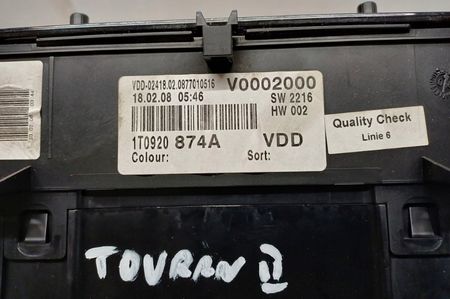 VDD-02418.02.0877010516 V0002000
18.02.08 05:46 SW 2216
HW 002
1T0920 874A VDD
Colour: Sort:
Quality Check
Linie 6
TOURAN II